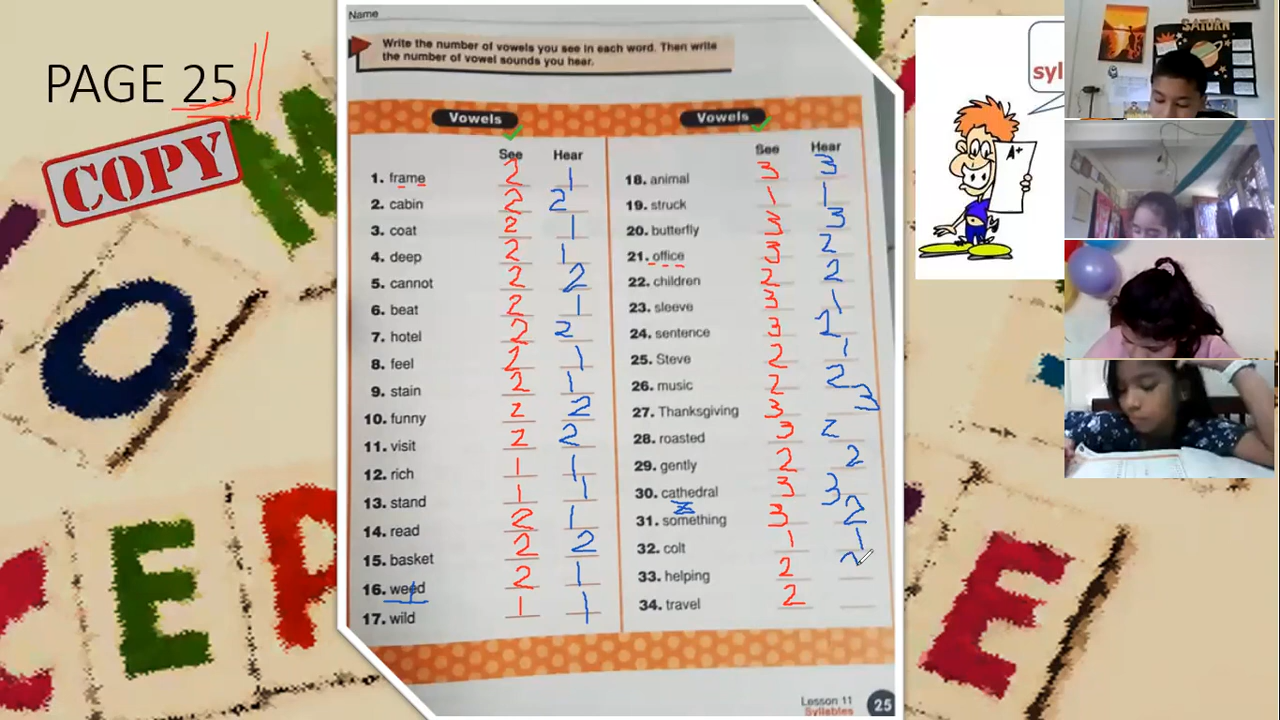 PAGE 25
COPY
Name
Write the number of vowels you see in each word. Then write
the number of vowel sounds you hear.
Vowels
See Hear
1. frame 2 1
2. cabin 2 2
3. coat 2 1
4. deep 2 1
5. cannot 2 2
6. beat 2 1
7. hotel 2 2
8. feel 2 1
9. stain 2 1
10. funny 2 2
11. visit 2 2
12. rich 1 1
13. stand 1 1
14. read 2 1
15. basket 2 2
16. weed 2 1
17. wild 1 1
Vowels
See Hear
18. animal 3 3
19. struck 1 1
20. butterfly 3 3
21. office 3 2
22. children 2 2
23. sleeve 3 1
24. sentence 3 2
25. Steve 2 1
26. music 2 2
27. Thanksgiving 3 3
28. roasted 3 2
29. gently 2 2
30. cathedral 3 3
31. something 3 2
32. colt 1 1
33. helping 2 2
34. travel 2
Lesson 11
Syllables
25
syl
A+
SATURN
M
O
C E P
E